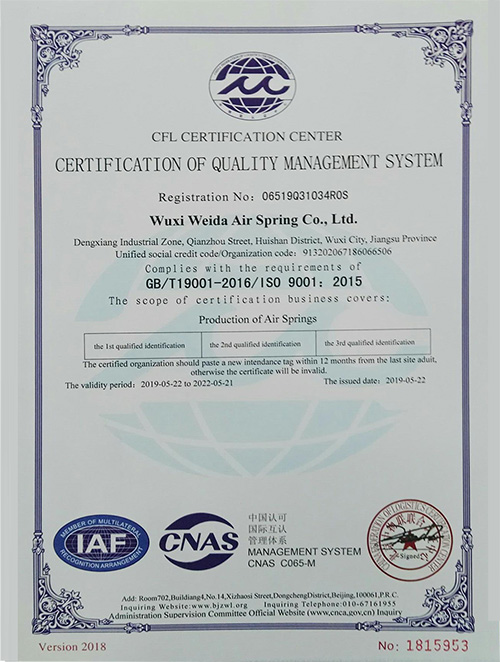 CFL CERTIFICATION CENTER
CERTIFICATION OF QUALITY MANAGEMENT SYSTEM
Registration No: 06519Q31034R0S
Wuxi Weida Air Spring Co., Ltd.
Dengxiang Industrial Zone, Qianzhou Street, Huishan District, Wuxi City, Jiangsu Province
Unified social credit code/Organization code: 913202067186066506
Complies with the requirements of
GB/T19001-2016/ISO 9001: 2015
The scope of certification business covers:
Production of Air Springs
the 1st qualified identification the 2nd qualified identification the 3rd qualified identification
The certified organization should paste a new intendance tag within 12 months from the last site aduit,
otherwise the certificate will be invalid.
The validity period: 2019-05-22 to 2022-05-21 The issued date: 2019-05-22
MEMBER OF MULTILATERAL
IAF
RECOGNITION ARRANGEMENT
CNAS
中国认可
国际互认
管理体系
MANAGEMENT SYSTEM
CNAS C065-M
Signed
Add: Room702,Buildiang4,No.14,Xizhaosi Street,DongchengDistrict,Beijing,100061,P.R.C.
Inquiring Website:www.bjzwl.org Inquiring Telephone:010-67161955
Administration Supervision Committee Official Website (www.cnca.gov.cn) Inquiry
Version 2018 No: 1815953